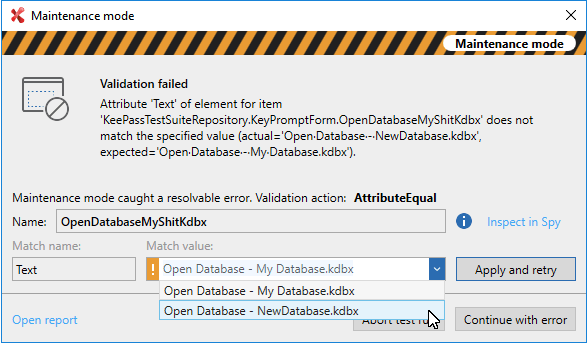 Maintenance mode
Maintenance mode
Validation failed
Attribute 'Text' of element for item
'KeePassTestSuiteRepository.KeyPromptForm.OpenDatabaseMyShitKdbx' does not
match the specified value (actual='Open·Database·-·NewDatabase.kdbx',
expected='Open·Database·-·My·Database.kdbx').
Maintenance mode caught a resolvable error. Validation action: AttributeEqual
Name: OpenDatabaseMyShitKdbx Inspect in Spy
Match name: Match value:
Text Open Database - My Database.kdbx Apply and retry
Open Database - My Database.kdbx
Open Database - NewDatabase.kdbx
Open report Abort test Continue with error